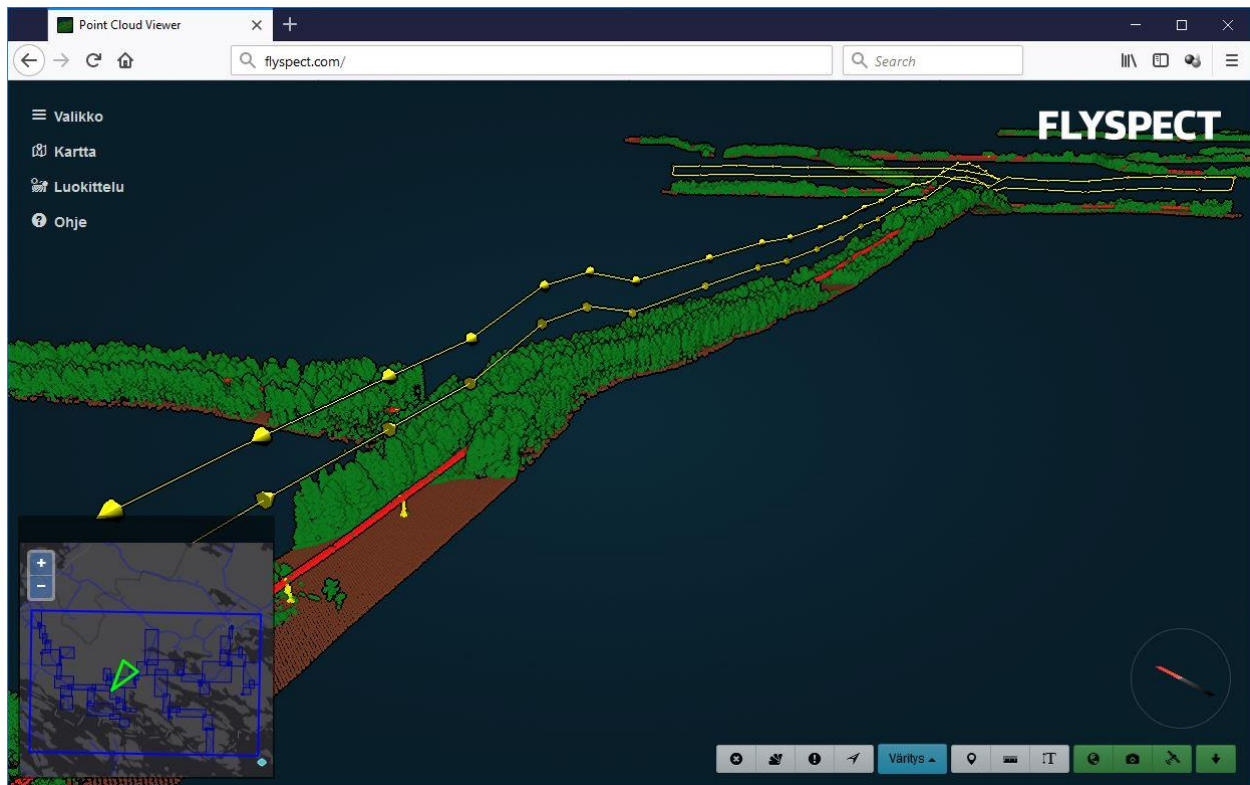 Point Cloud Viewer
flyspect.com/
Search
Valikko
Kartta
Luokittelu
Ohje
FLYSPECT
+
−
Väritys
T